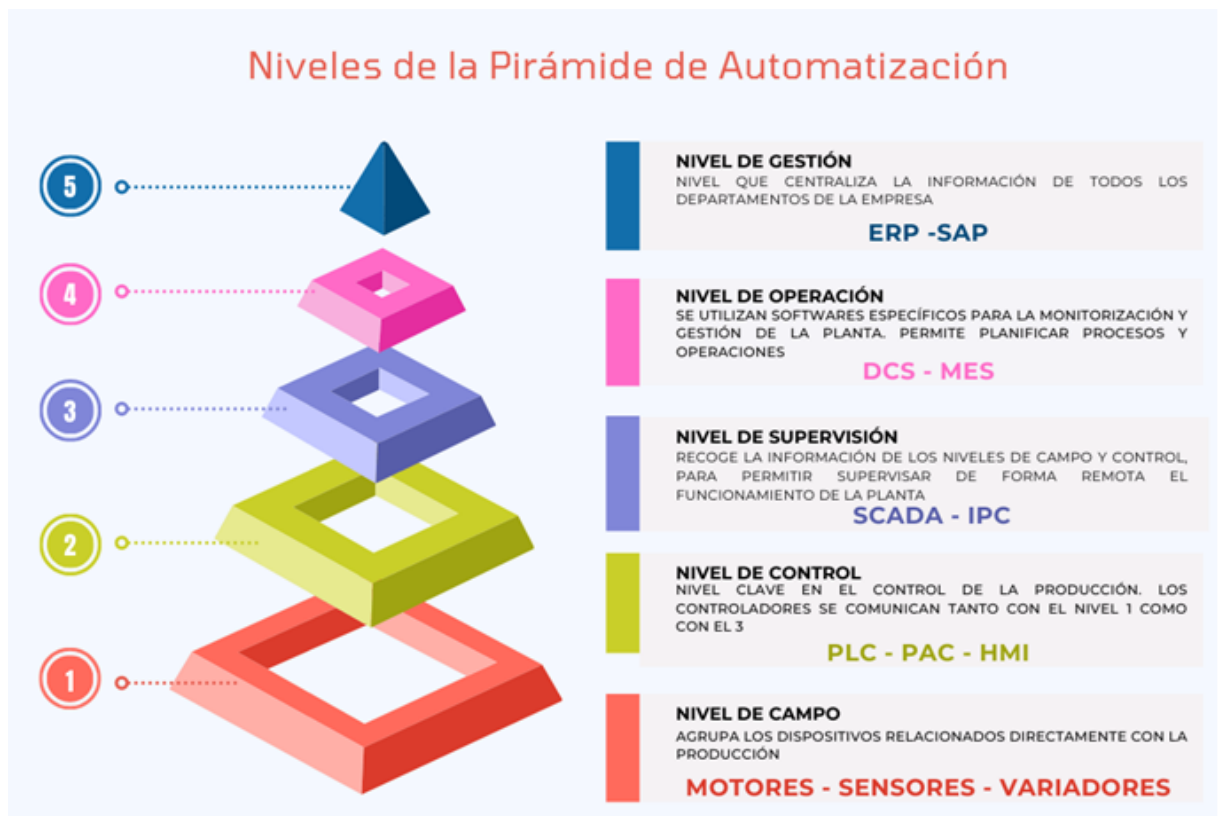 Niveles de la Pirámide de Automatización
5
NIVEL DE GESTIÓN
NIVEL QUE CENTRALIZA LA INFORMACIÓN DE TODOS LOS
DEPARTAMENTOS DE LA EMPRESA
ERP -SAP
4
NIVEL DE OPERACIÓN
SE UTILIZAN SOFTWARES ESPECÍFICOS PARA LA MONITORIZACIÓN Y
GESTIÓN DE LA PLANTA. PERMITE PLANIFICAR PROCESOS Y
OPERACIONES
DCS - MES
3
NIVEL DE SUPERVISIÓN
RECOGE LA INFORMACIÓN DE LOS NIVELES DE CAMPO Y CONTROL,
PARA PERMITIR SUPERVISAR DE FORMA REMOTA EL
FUNCIONAMIENTO DE LA PLANTA
SCADA - IPC
2
NIVEL DE CONTROL
NIVEL CLAVE EN EL CONTROL DE LA PRODUCCIÓN. LOS
CONTROLADORES SE COMUNICAN TANTO CON EL NIVEL 1 COMO
CON EL 3
PLC - PAC - HMI
1
NIVEL DE CAMPO
AGRUPA LOS DISPOSITIVOS RELACIONADOS DIRECTAMENTE CON LA
PRODUCCIÓN
MOTORES - SENSORES - VARIADORES